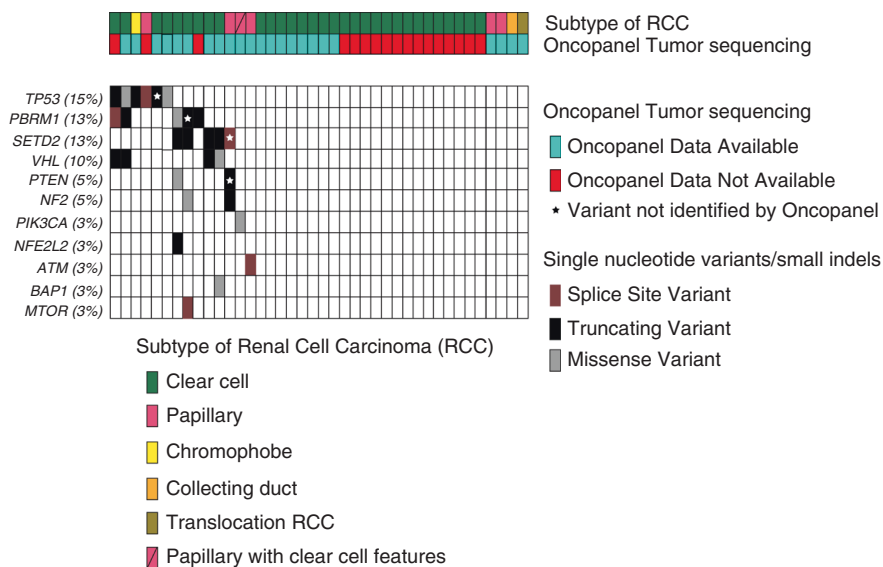 Subtype of RCC
Oncopanel Tumor sequencing
TP53 (15%)
PBRM1 (13%)
SETD2 (13%)
VHL (10%)
PTEN (5%)
NF2 (5%)
PIK3CA (3%)
NFE2L2 (3%)
ATM (3%)
BAP1 (3%)
MTOR (3%)
Oncopanel Tumor sequencing
Oncopanel Data Available
Oncopanel Data Not Available
Variant not identified by Oncopanel
Single nucleotide variants/small indels
Splice Site Variant
Truncating Variant
Missense Variant
Subtype of Renal Cell Carcinoma (RCC)
Clear cell
Papillary
Chromophobe
Collecting duct
Translocation RCC
Papillary with clear cell features